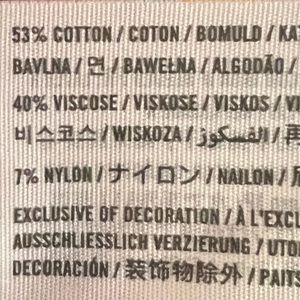 53% COTTON / COTON / BOMULD / KA
BAVLNA / 면 / BAWEŁNA / ALGODÃO /
40% VISCOSE / VISKOSE / VISKOS / V
비스코스 / WISKOZA / الفسكوز /
7% NYLON / ナイロン / NAILON /
EXCLUSIVE OF DECORATION / À L'EXCL
AUSSCHLIESSLICH VERZIERUNG / UTO
DECORACIÓN / 装饰物除外 / PAITS